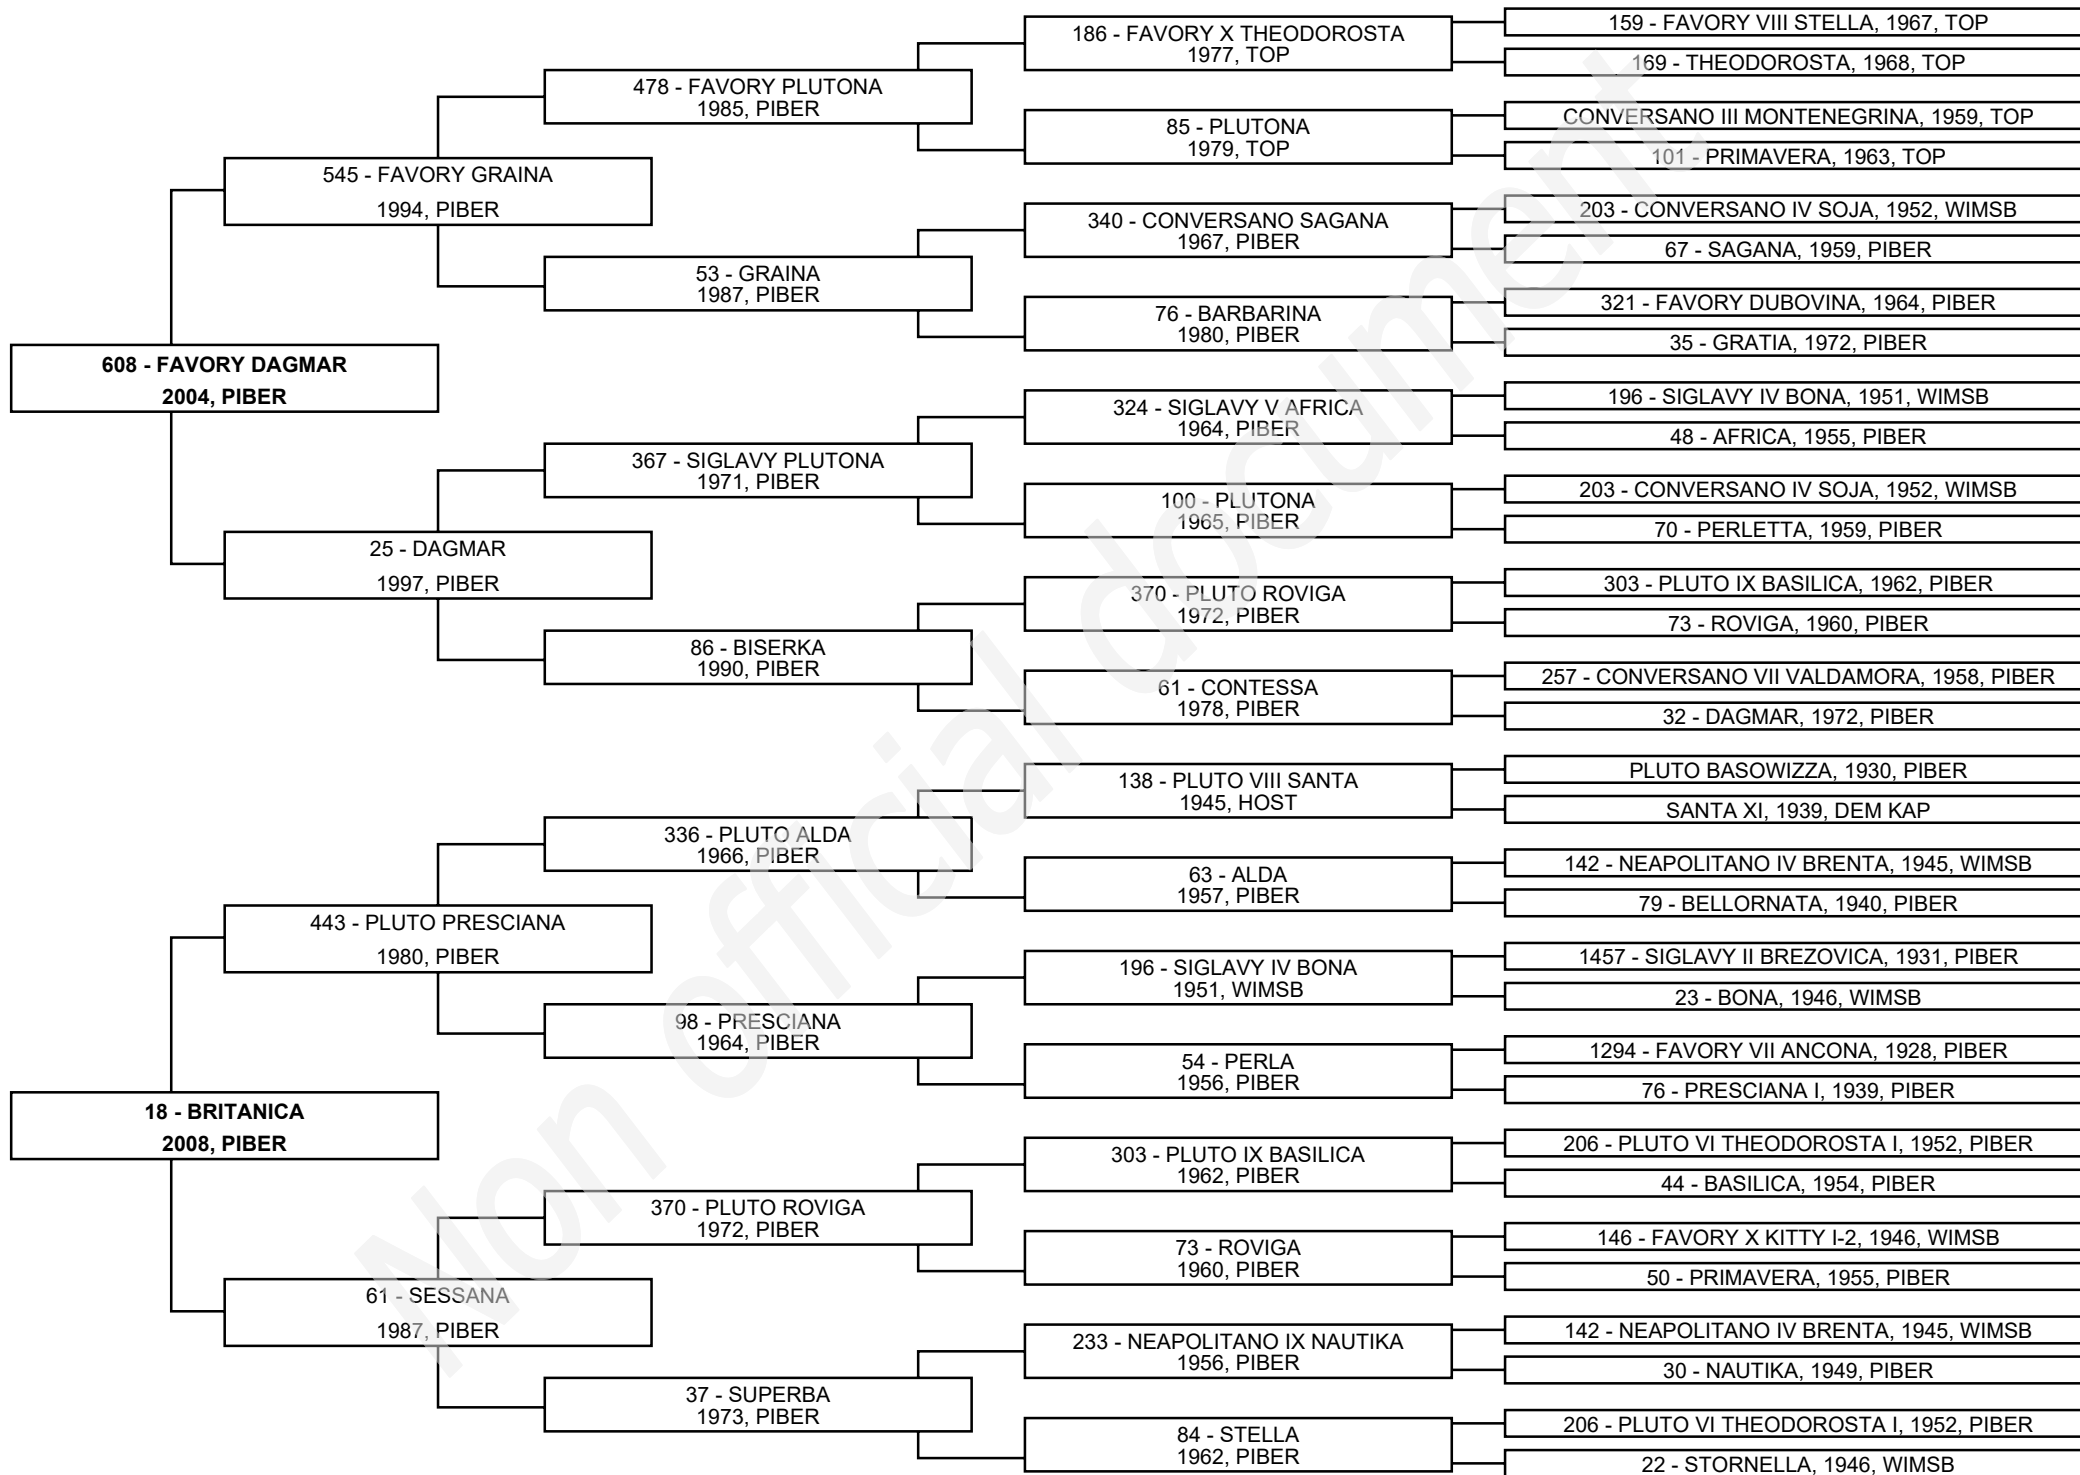 186 - FAVORY X THEODOROSTA
1977, TOP
159 - FAVORY VIII STELLA, 1967, TOP
169 - THEODOROSTA, 1968, TOP
478 - FAVORY PLUTONA
1985, PIBER
85 - PLUTONA
1979, TOP
CONVERSANO III MONTENEGRINA, 1959, TOP
101 - PRIMAVERA, 1963, TOP
545 - FAVORY GRAINA
1994, PIBER
340 - CONVERSANO SAGANA
1967, PIBER
203 - CONVERSANO IV SOJA, 1952, WIMSB
67 - SAGANA, 1959, PIBER
53 - GRAINA
1987, PIBER
76 - BARBARINA
1980, PIBER
321 - FAVORY DUBOVINA, 1964, PIBER
35 - GRATIA, 1972, PIBER
608 - FAVORY DAGMAR
2004, PIBER
324 - SIGLAVY V AFRICA
1964, PIBER
196 - SIGLAVY IV BONA, 1951, WIMSB
48 - AFRICA, 1955, PIBER
367 - SIGLAVY PLUTONA
1971, PIBER
100 - PLUTONA
1965, PIBER
203 - CONVERSANO IV SOJA, 1952, WIMSB
70 - PERLETTA, 1959, PIBER
25 - DAGMAR
1997, PIBER
370 - PLUTO ROVIGA
1972, PIBER
303 - PLUTO IX BASILICA, 1962, PIBER
73 - ROVIGA, 1960, PIBER
86 - BISERKA
1990, PIBER
61 - CONTESSA
1978, PIBER
257 - CONVERSANO VII VALDAMORA, 1958, PIBER
32 - DAGMAR, 1972, PIBER
138 - PLUTO VIII SANTA
1945, HOST
PLUTO BASOWIZZA, 1930, PIBER
SANTA XI, 1939, DEM KAP
336 - PLUTO ALDA
1966, PIBER
63 - ALDA
1957, PIBER
142 - NEAPOLITANO IV BRENTA, 1945, WIMSB
79 - BELLORNATA, 1940, PIBER
443 - PLUTO PRESCIANA
1980, PIBER
196 - SIGLAVY IV BONA
1951, WIMSB
1457 - SIGLAVY II BREZOVICA, 1931, PIBER
23 - BONA, 1946, WIMSB
98 - PRESCIANA
1964, PIBER
54 - PERLA
1956, PIBER
1294 - FAVORY VII ANCONA, 1928, PIBER
76 - PRESCIANA I, 1939, PIBER
18 - BRITANICA
2008, PIBER
303 - PLUTO IX BASILICA
1962, PIBER
206 - PLUTO VI THEODOROSTA I, 1952, PIBER
44 - BASILICA, 1954, PIBER
370 - PLUTO ROVIGA
1972, PIBER
73 - ROVIGA
1960, PIBER
146 - FAVORY X KITTY I-2, 1946, WIMSB
50 - PRIMAVERA, 1955, PIBER
61 - SESSANA
1987, PIBER
233 - NEAPOLITANO IX NAUTIKA
1956, PIBER
142 - NEAPOLITANO IV BRENTA, 1945, WIMSB
30 - NAUTIKA, 1949, PIBER
37 - SUPERBA
1973, PIBER
84 - STELLA
1962, PIBER
206 - PLUTO VI THEODOROSTA I, 1952, PIBER
22 - STORNELLA, 1946, WIMSB
Non official document